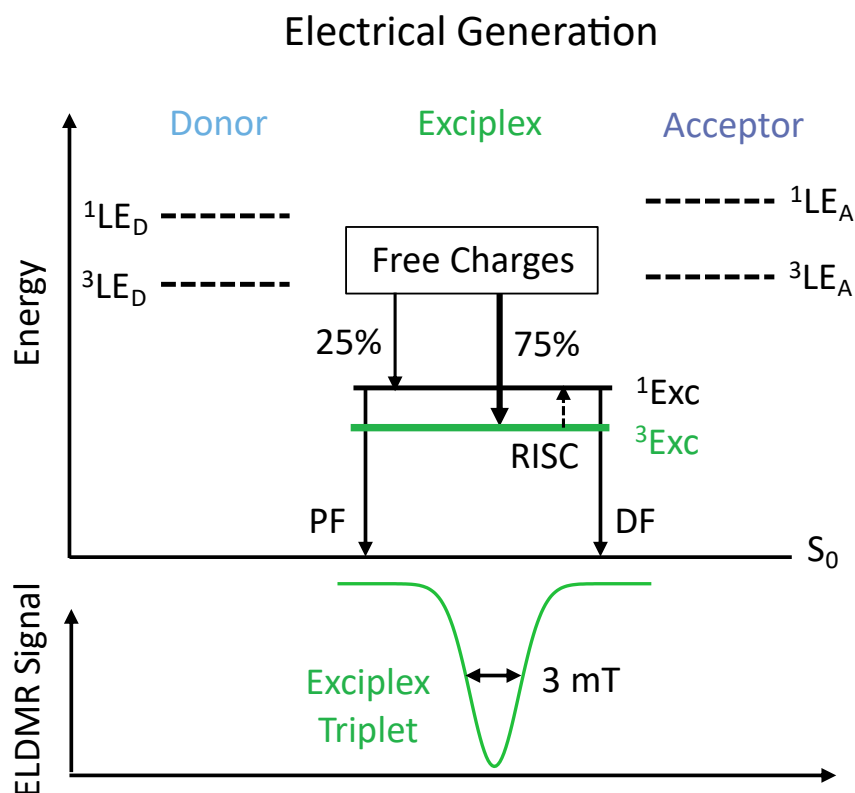 Electrical Generation
Donor
Exciplex
Acceptor
Energy
¹LE_D
³LE_D
Free Charges
¹LE_A
³LE_A
25%
75%
¹Exc
³Exc
RISC
PF
DF
S₀
ELDMR Signal
Exciplex
Triplet
3 mT